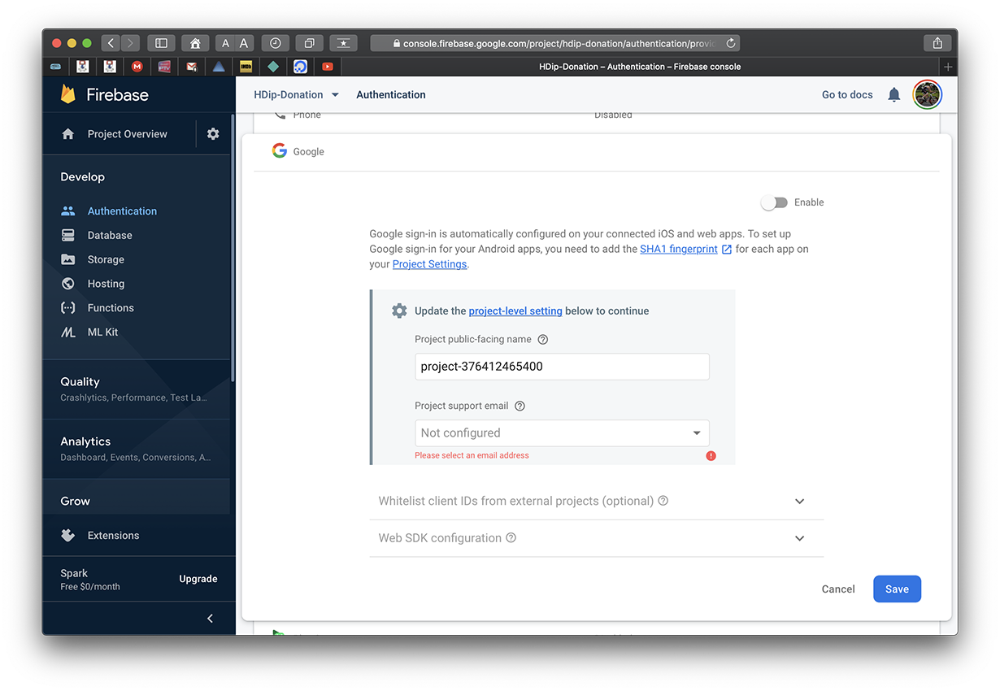 A A
console.firebase.google.com/project/hdip-donation/authentication/provi
M
IMDb
HDip-Donation – Authentication – Firebase console
Firebase
HDip-Donation
Authentication
Go to docs
Phone
Disabled
Project Overview
Google
Develop
Enable
Authentication
Database
Storage
Hosting
Functions
ML Kit
Google sign-in is automatically configured on your connected iOS and web apps. To set up
Google sign-in for your Android apps, you need to add the SHA1 fingerprint for each app on
your Project Settings.
Update the project-level setting below to continue
Project public-facing name
project-376412465400
Quality
Crashlytics, Performance, Test La...
Project support email
Not configured
Please select an email address
Analytics
Dashboard, Events, Conversions, A...
Grow
Whitelist client IDs from external projects (optional)
Extensions
Web SDK configuration
Spark
Free $0/month
Upgrade
Cancel
Save